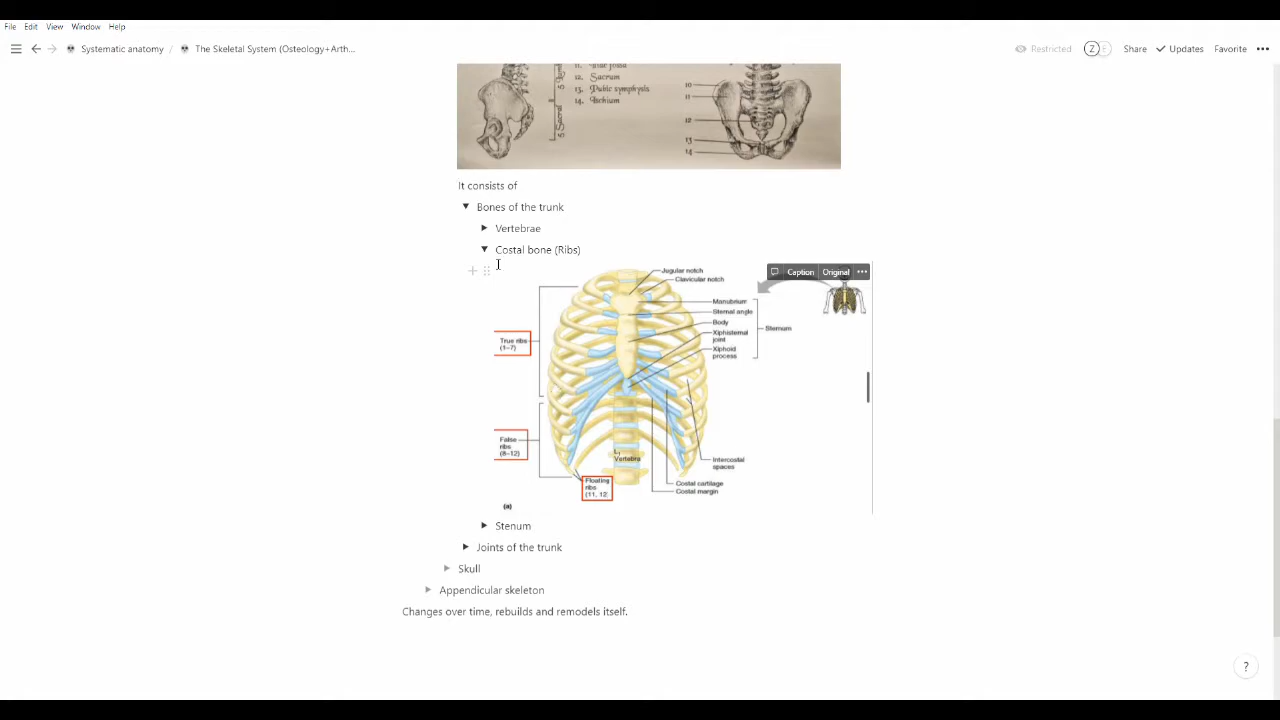 File Edit View Window Help
Systematic anatomy / The Skeletal System (Osteology+Arth... Restricted Z E Share Updates Favorite
12. Sacrum
13. Pubic symphysis
14. Ischium
5 Sacral
10
11
12
13
14
It consists of
Bones of the trunk
Vertebrae
Costal bone (Ribs)
Caption Original
Jugular notch
Clavicular notch
Manubrium
Sternal angle
Body
Xiphisternal
joint
Xiphoid
process
Sternum
True ribs
(1–7)
False
ribs
(8–12)
Vertebra
Floating
ribs
(11, 12)
Intercostal
spaces
Costal cartilage
Costal margin
(a)
Stenum
Joints of the trunk
Skull
Appendicular skeleton
Changes over time, rebuilds and remodels itself.
?